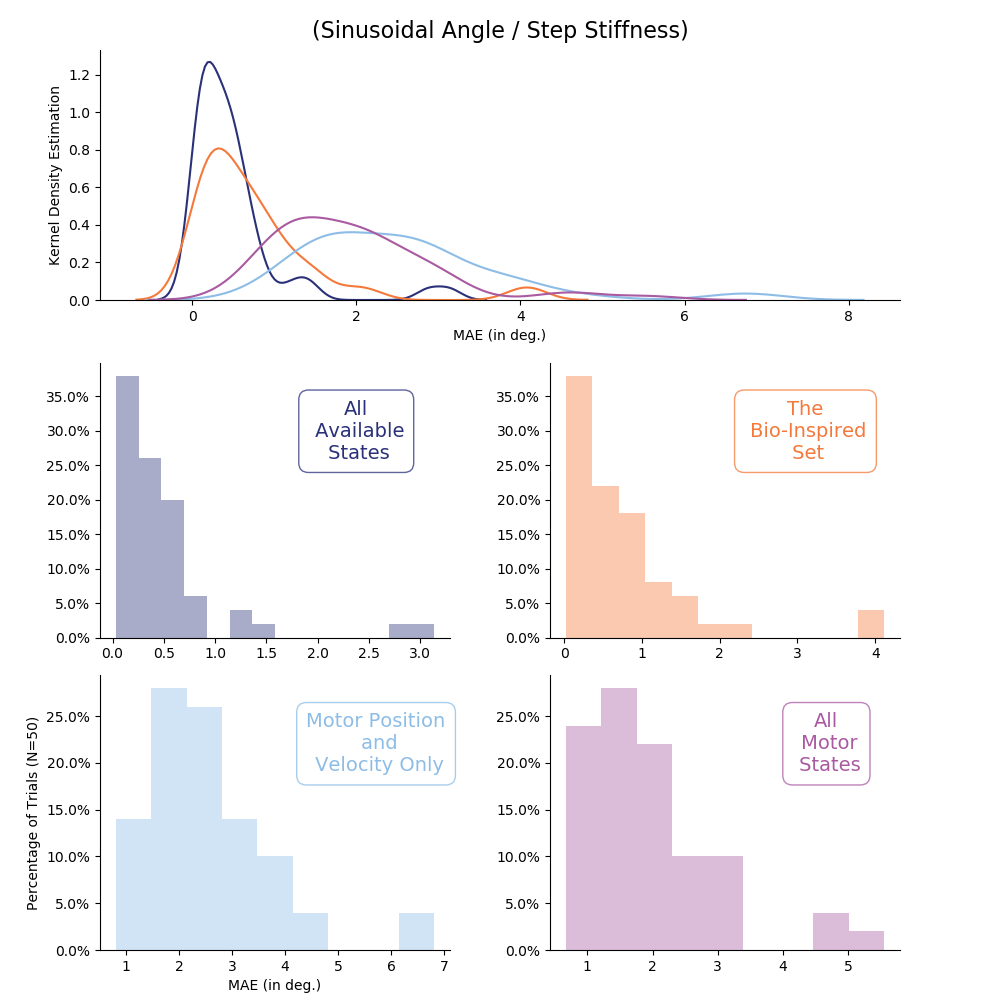 (Sinusoidal Angle / Step Stiffness)
Kernel Density Estimation
1.2
1.0
0.8
0.6
0.4
0.2
0.0
0 2 4 6 8
MAE (in deg.)
35.0%
30.0%
25.0%
20.0%
15.0%
10.0%
5.0%
0.0%
0.0 0.5 1.0 1.5 2.0 2.5 3.0
All
Available
States
35.0%
30.0%
25.0%
20.0%
15.0%
10.0%
5.0%
0.0%
0 1 2 3 4
The
Bio-Inspired
Set
Percentage of Trials (N=50)
25.0%
20.0%
15.0%
10.0%
5.0%
0.0%
1 2 3 4 5 6 7
MAE (in deg.)
Motor Position
and
Velocity Only
25.0%
20.0%
15.0%
10.0%
5.0%
0.0%
1 2 3 4 5
All
Motor
States